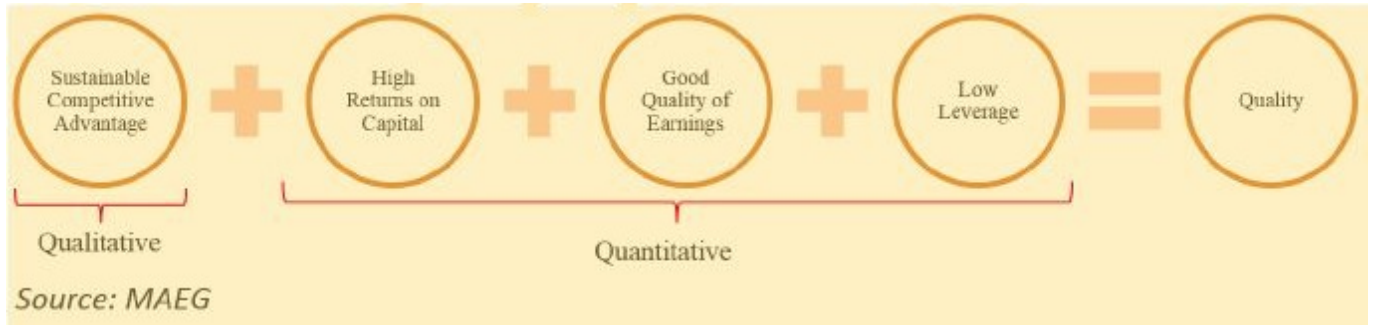 Sustainable
Competitive
Advantage
High
Returns on
Capital
Good
Quality of
Earnings
Low
Leverage
Quality
Qualitative
Quantitative
Source: MAEG